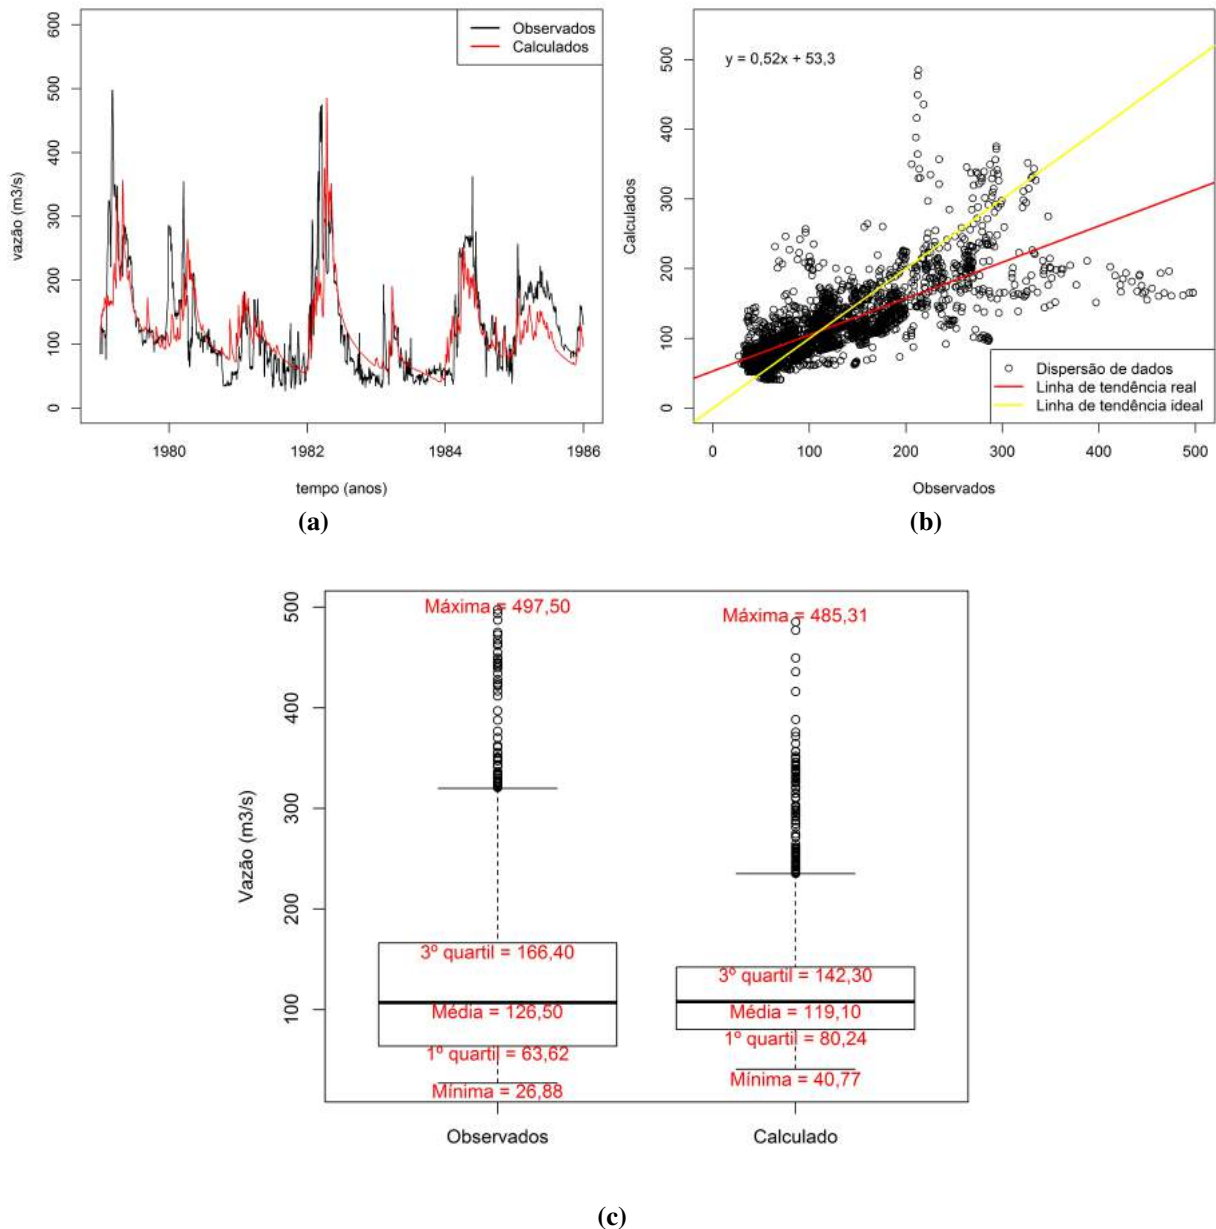 600
500
400
300
200
100
0
vazão (m3/s)
Observados
Calculados
1980
1982
1984
1986
tempo (anos)
(a)
500
400
300
200
100
0
Calculados
y = 0,52x + 53,3
Dispersão de dados
Linha de tendência real
Linha de tendência ideal
0
100
200
300
400
500
Observados
(b)
500
400
300
200
100
Vazão (m3/s)
Máxima = 497,50
3º quartil = 166,40
Média = 126,50
1º quartil = 63,62
Mínima = 26,88
Máxima = 485,31
3º quartil = 142,30
Média = 119,10
1º quartil = 80,24
Mínima = 40,77
Observados
Calculado
(c)